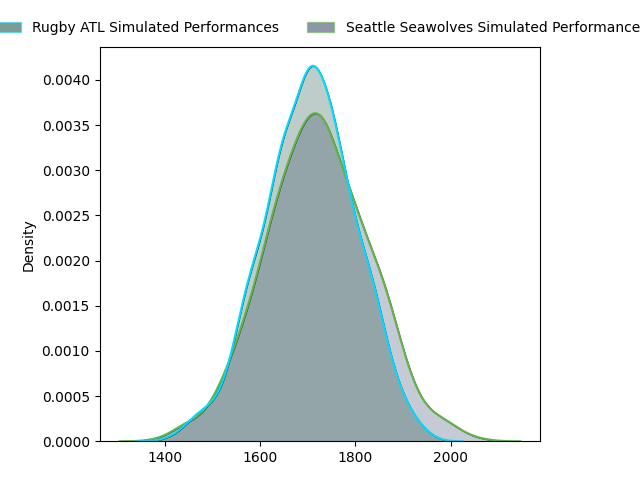 Rugby ATL Simulated Performances
Seattle Seawolves Simulated Performance
0.0040
0.0035
0.0030
0.0025
0.0020
0.0015
0.0010
0.0005
0.0000
Density
1400 1600 1800 2000